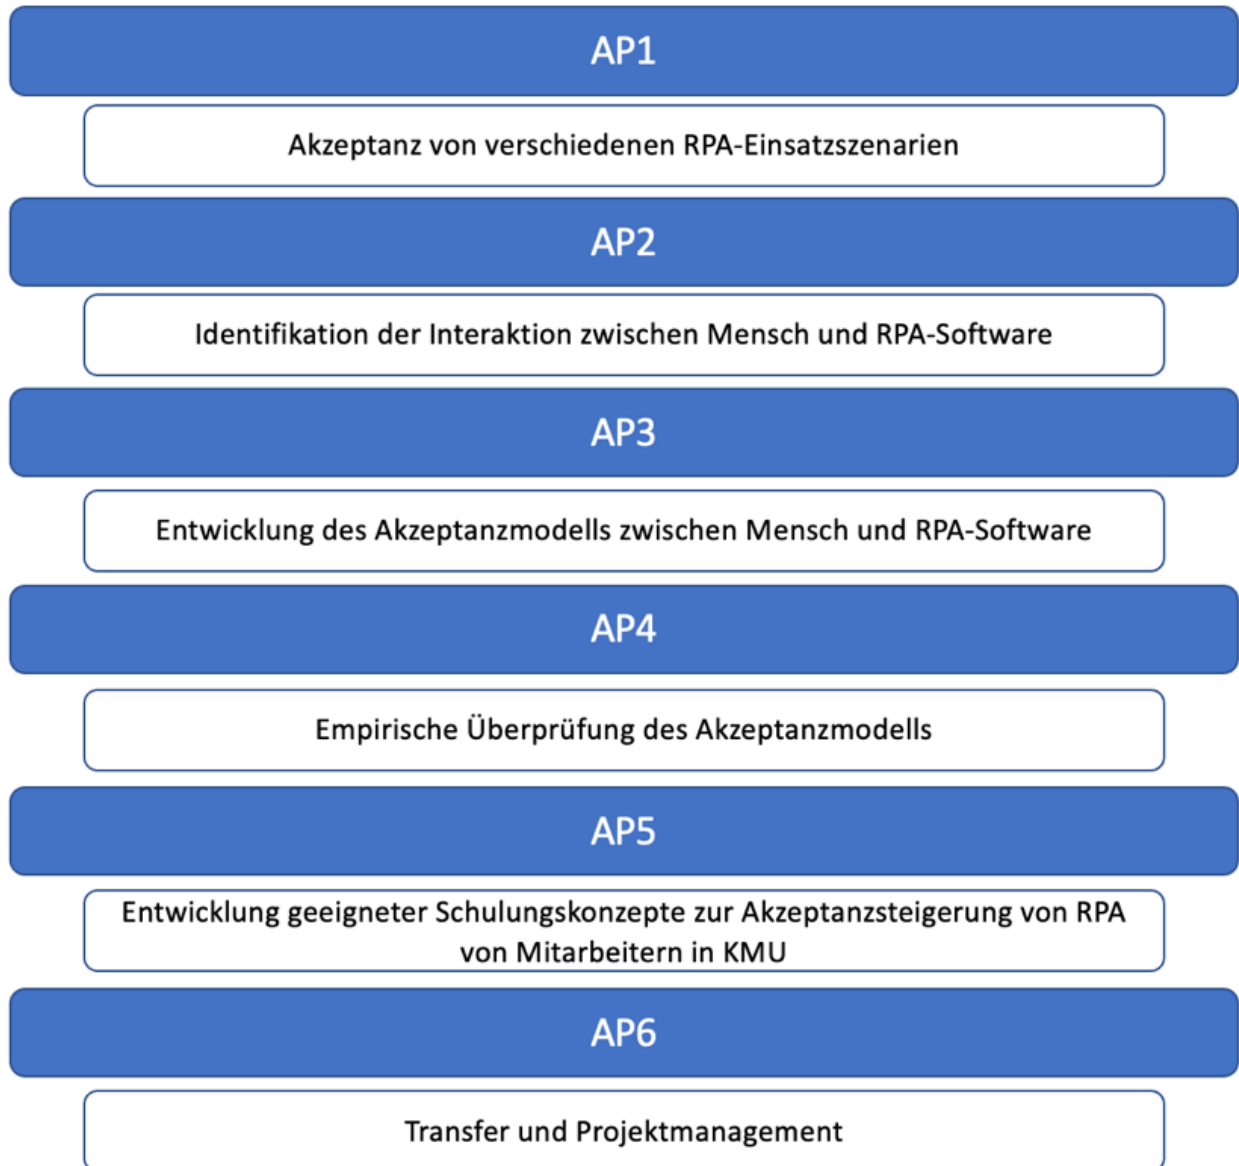 AP1
Akzeptanz von verschiedenen RPA-Einsatzszenarien
AP2
Identifikation der Interaktion zwischen Mensch und RPA-Software
AP3
Entwicklung des Akzeptanzmodells zwischen Mensch und RPA-Software
AP4
Empirische Überprüfung des Akzeptanzmodells
AP5
Entwicklung geeigneter Schulungskonzepte zur Akzeptanzsteigerung von RPA
von Mitarbeitern in KMU
AP6
Transfer und Projektmanagement